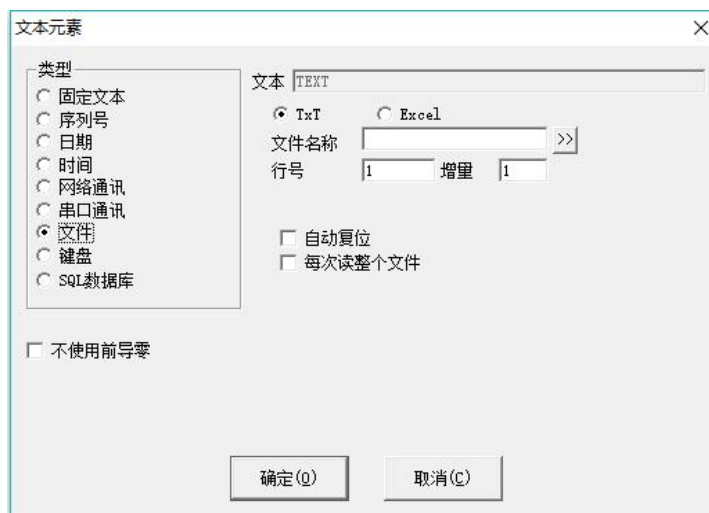 文本元素
类型
固定文本
序列号
日期
时间
网络通讯
串口通讯
文件
键盘
SQL数据库
文本 TEXT
TxT Excel
文件名称 >>
行号 1 增量 1
自动复位
每次读整个文件
不使用前导零
确定(O) 取消(C)